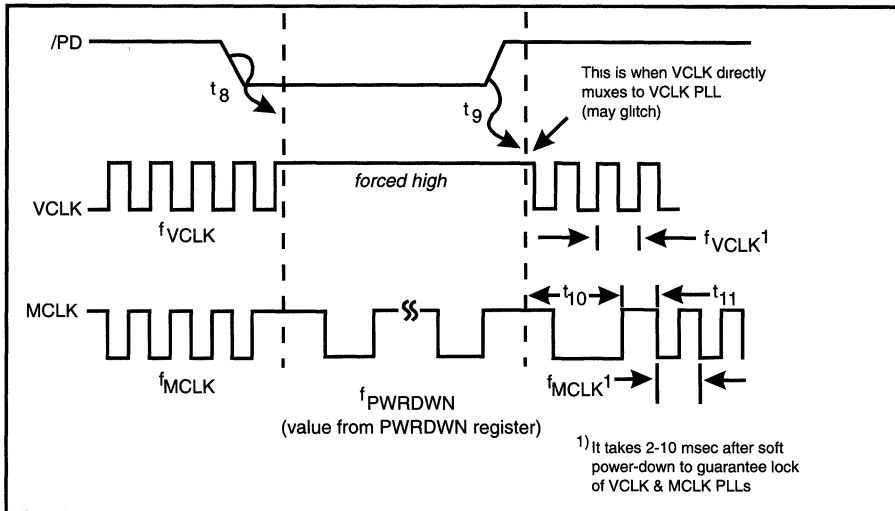 /PD
t8
t9
This is when VCLK directly
muxes to VCLK PLL
(may glitch)
forced high
VCLK
fVCLK
fVCLK1
MCLK
t10
t11
fMCLK
fPWRDWN
(value from PWRDWN register)
fMCLK1
1) It takes 2-10 msec after soft
power-down to guarantee lock
of VCLK & MCLK PLLs